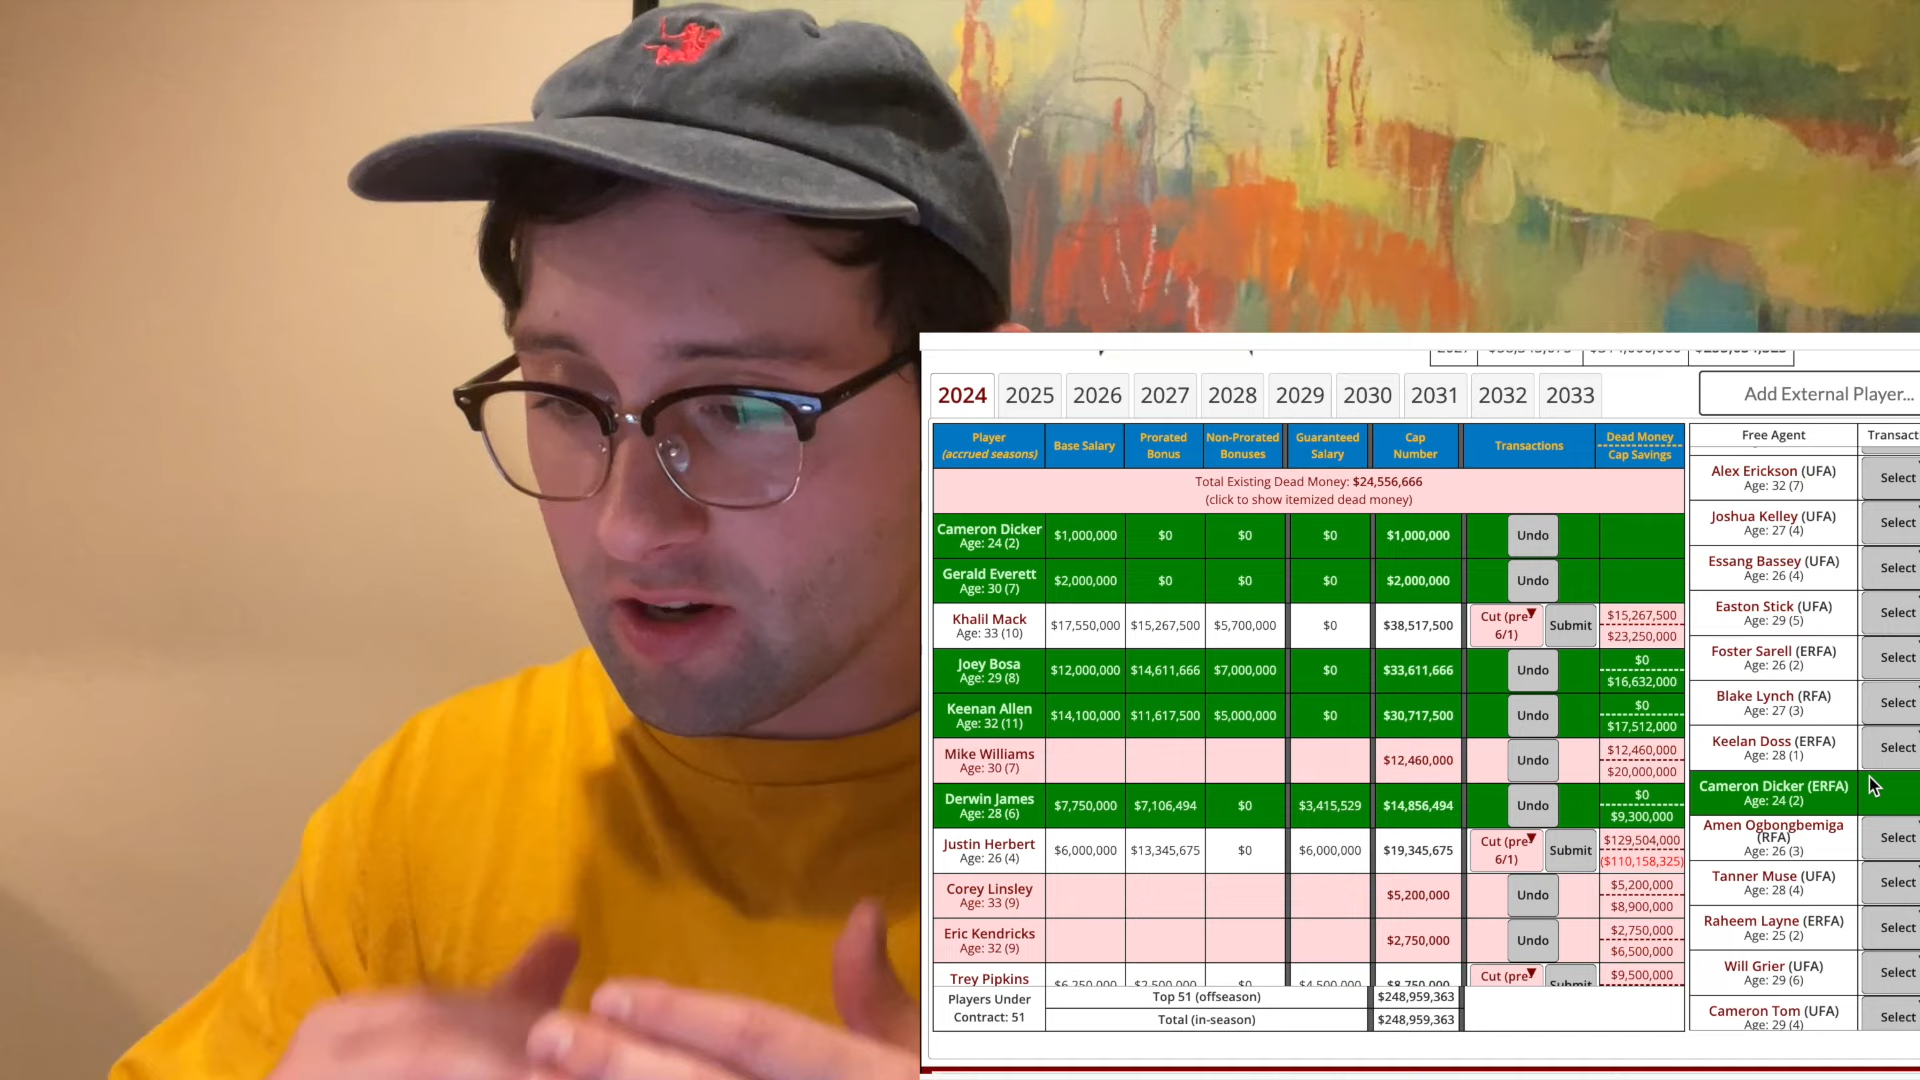 2024 2025 2026 2027 2028 2029 2030 2031 2032 2033
Add External Player...
Player (accrued seasons) Base Salary Prorated Bonus Non-Prorated Bonuses Guaranteed Salary Cap Number Transactions Dead Money Cap Savings
Total Existing Dead Money: $24,556,666
(click to show itemized dead money)
Cameron Dicker Age: 24 (2) $1,000,000 $0 $0 $0 $1,000,000 Undo
Gerald Everett Age: 30 (7) $2,000,000 $0 $0 $0 $2,000,000 Undo
Khalil Mack Age: 33 (10) $17,550,000 $15,267,500 $5,700,000 $0 $38,517,500 Cut (pre 6/1) Submit $15,267,500 $23,250,000
Joey Bosa Age: 29 (8) $12,000,000 $14,611,666 $7,000,000 $0 $33,611,666 Undo $0 $16,632,000
Keenan Allen Age: 32 (11) $14,100,000 $11,617,500 $5,000,000 $0 $30,717,500 Undo $0 $17,512,000
Mike Williams Age: 30 (7) $12,460,000 Undo $12,460,000 $20,000,000
Derwin James Age: 28 (6) $7,750,000 $7,106,494 $0 $3,415,529 $14,856,494 Undo $0 $9,300,000
Justin Herbert Age: 26 (4) $6,000,000 $13,345,675 $0 $6,000,000 $19,345,675 Cut (pre 6/1) Submit $129,504,000 ($110,158,325)
Corey Linsley Age: 33 (9) $5,200,000 Undo $5,200,000 $8,900,000
Eric Kendricks Age: 32 (9) $2,750,000 Undo $2,750,000 $6,500,000
Trey Pipkins $6,250,000 $2,500,000 $0 $4,500,000 $8,750,000 Cut (pre Submit $9,500,000
Players Under Contract: 51
Top 51 (offseason) $248,959,363
Total (in-season) $248,959,363
Free Agent Transact
Alex Erickson (UFA) Age: 32 (7) Select
Joshua Kelley (UFA) Age: 27 (4) Select
Essang Bassey (UFA) Age: 26 (4) Select
Easton Stick (UFA) Age: 29 (5) Select
Foster Sarell (ERFA) Age: 26 (2) Select
Blake Lynch (RFA) Age: 27 (3) Select
Keelan Doss (ERFA) Age: 28 (1) Select
Cameron Dicker (ERFA) Age: 24 (2)
Amen Ogbongbemiga (RFA) Age: 26 (3) Select
Tanner Muse (UFA) Age: 28 (4) Select
Raheem Layne (ERFA) Age: 25 (2) Select
Will Grier (UFA) Age: 29 (6) Select
Cameron Tom (UFA) Age: 29 (4) Select